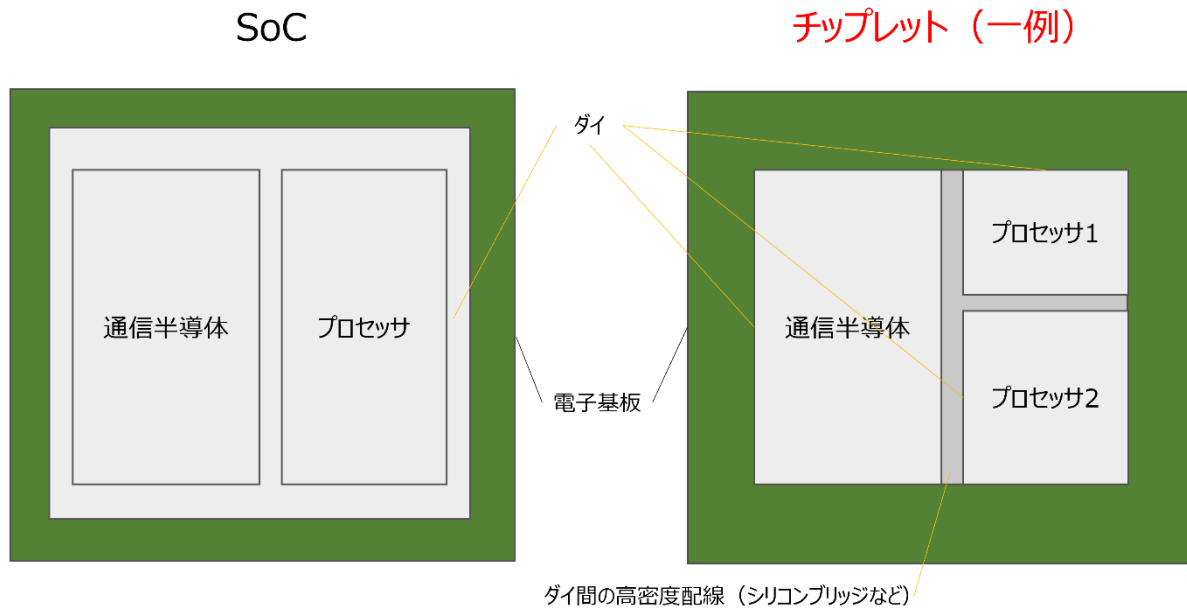 SoC
チップレット（一例）
ダイ
通信半導体
プロセッサ
電子基板
通信半導体
プロセッサ1
プロセッサ2
ダイ間の高密度配線（シリコンブリッジなど）